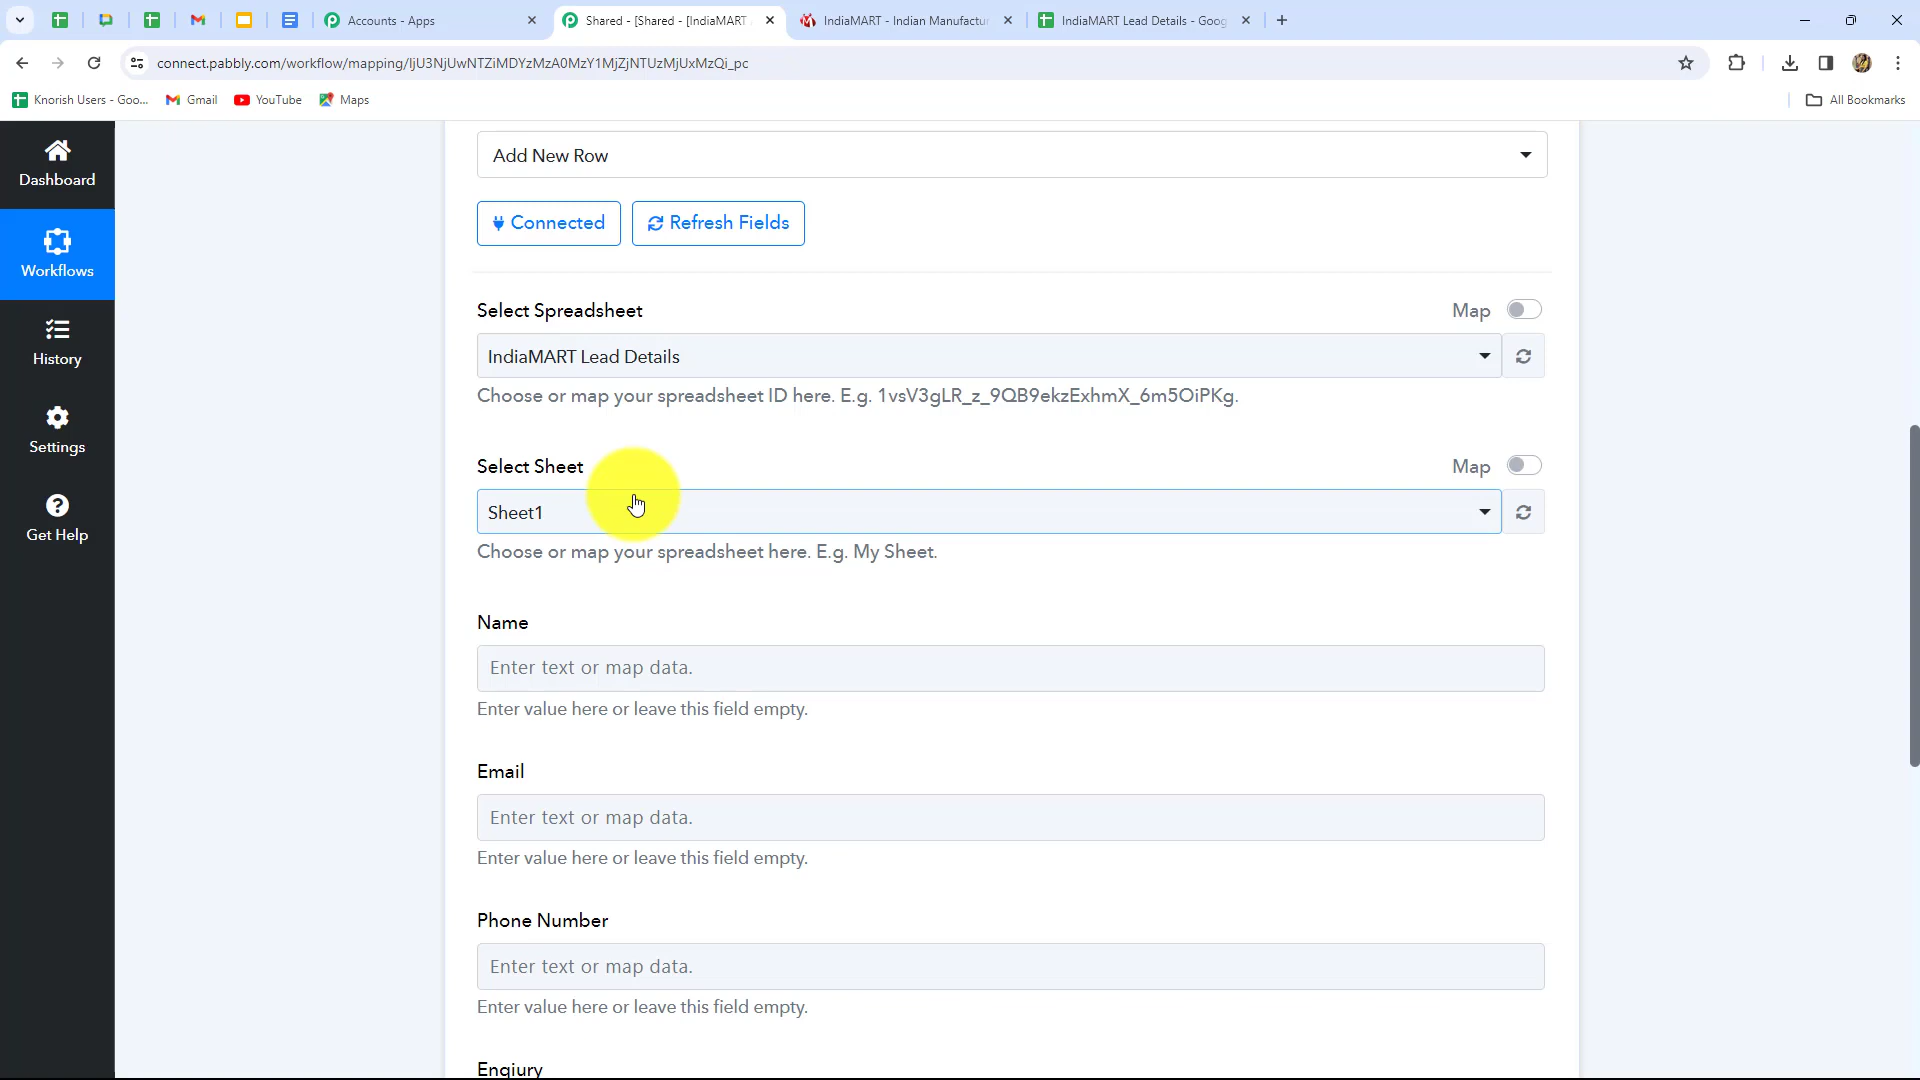 Accounts - Apps
Shared - [Shared - [IndiaMART
IndiaMART - Indian Manufactur
IndiaMART Lead Details - Goog
connect.pabbly.com/workflow/mapping/IjU3NjUwNTZiMDYzMzA0MzY1MjZjNTUzMjUxMzQi_pc
Knorish Users - Goo...
Gmail
YouTube
Maps
All Bookmarks
Dashboard
Workflows
History
Settings
Get Help
Add New Row
Connected
Refresh Fields
Select Spreadsheet
Map
IndiaMART Lead Details
Choose or map your spreadsheet ID here. E.g. 1vsV3gLR_z_9QB9ekzExhmX_6m5OiPKg.
Select Sheet
Map
Sheet1
Choose or map your spreadsheet here. E.g. My Sheet.
Name
Enter text or map data.
Enter value here or leave this field empty.
Email
Enter text or map data.
Enter value here or leave this field empty.
Phone Number
Enter text or map data.
Enter value here or leave this field empty.
Enqiury